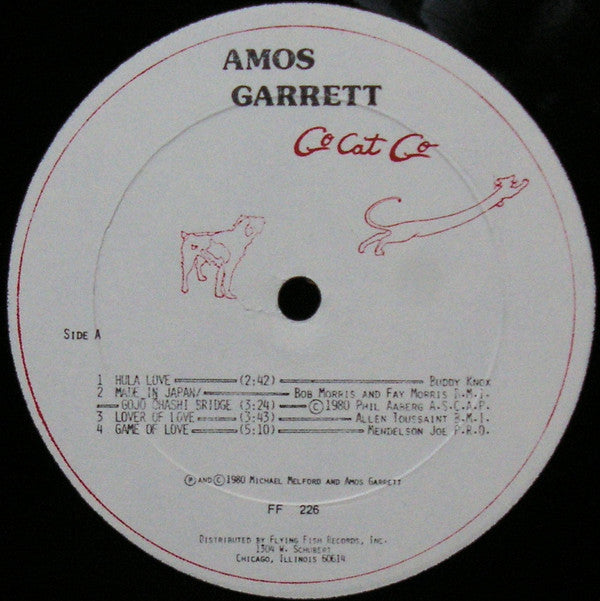 AMOS
GARRETT
Go Cat Go
SIDE A
1 HULA LOVE (2:42) BUDDY KNOX
2 MADE IN JAPAN/ BOB MORRIS AND FAY MORRIS B.M.I.
GOJO OHASHI BRIDGE (3:24) ©1980 PHIL AABERG A.S.C.A.P.
3 LOVER OF LOVE (3:43) ALLEN TOUSSAINT B.M.I.
4 GAME OF LOVE (5:10) MENDELSON JOE P.R.O.
Ⓟ AND ©1980 MICHAEL MELFORD AND AMOS GARRETT
FF 226
DISTRIBUTED BY FLYING FISH RECORDS, INC.
1304 W. SCHUBERT
CHICAGO, ILLINOIS 60614